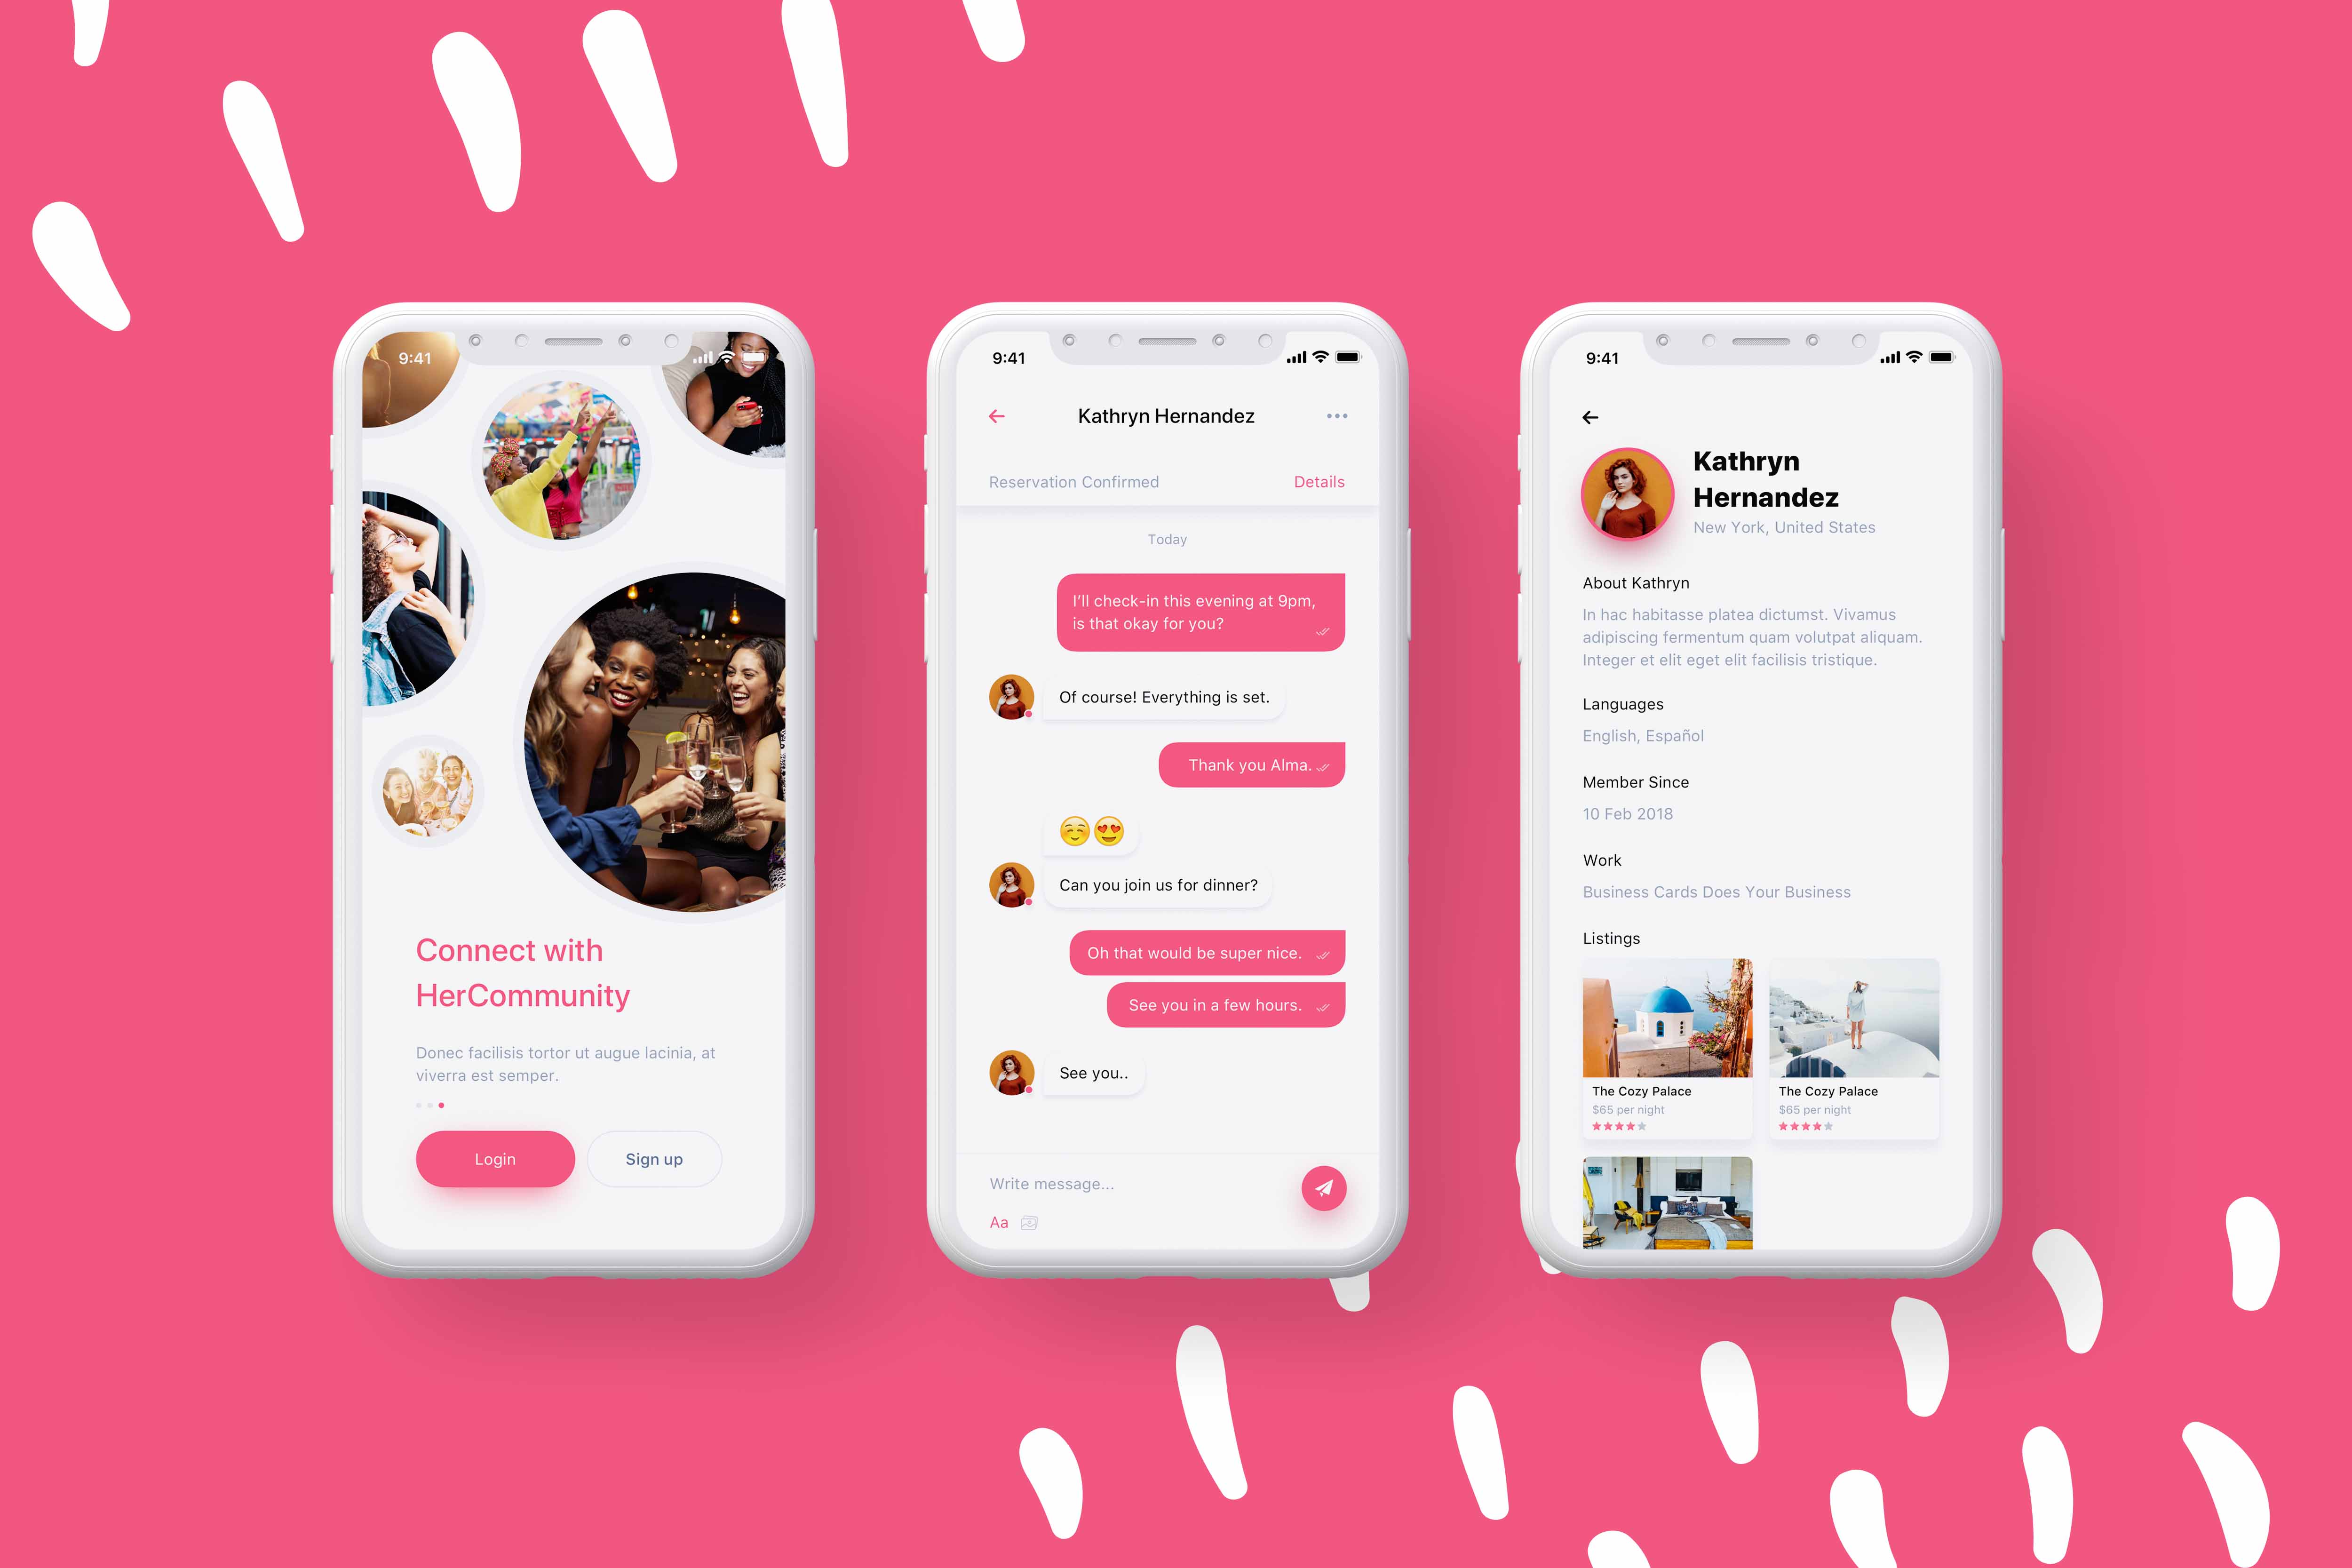 9:41
Connect with
HerCommunity
Donec facilisis tortor ut augue lacinia, at
viverra est semper.
Login
Sign up
9:41
Kathryn Hernandez
Reservation Confirmed
Details
Today
I'll check-in this evening at 9pm,
is that okay for you?
Of course! Everything is set.
Thank you Alma.
Can you join us for dinner?
Oh that would be super nice.
See you in a few hours.
See you..
Write message...
Aa
9:41
Kathryn
Hernandez
New York, United States
About Kathryn
In hac habitasse platea dictumst. Vivamus
adipiscing fermentum quam volutpat aliquam.
Integer et elit eget elit facilisis tristique.
Languages
English, Español
Member Since
10 Feb 2018
Work
Business Cards Does Your Business
Listings
The Cozy Palace
$65 per night
The Cozy Palace
$65 per night